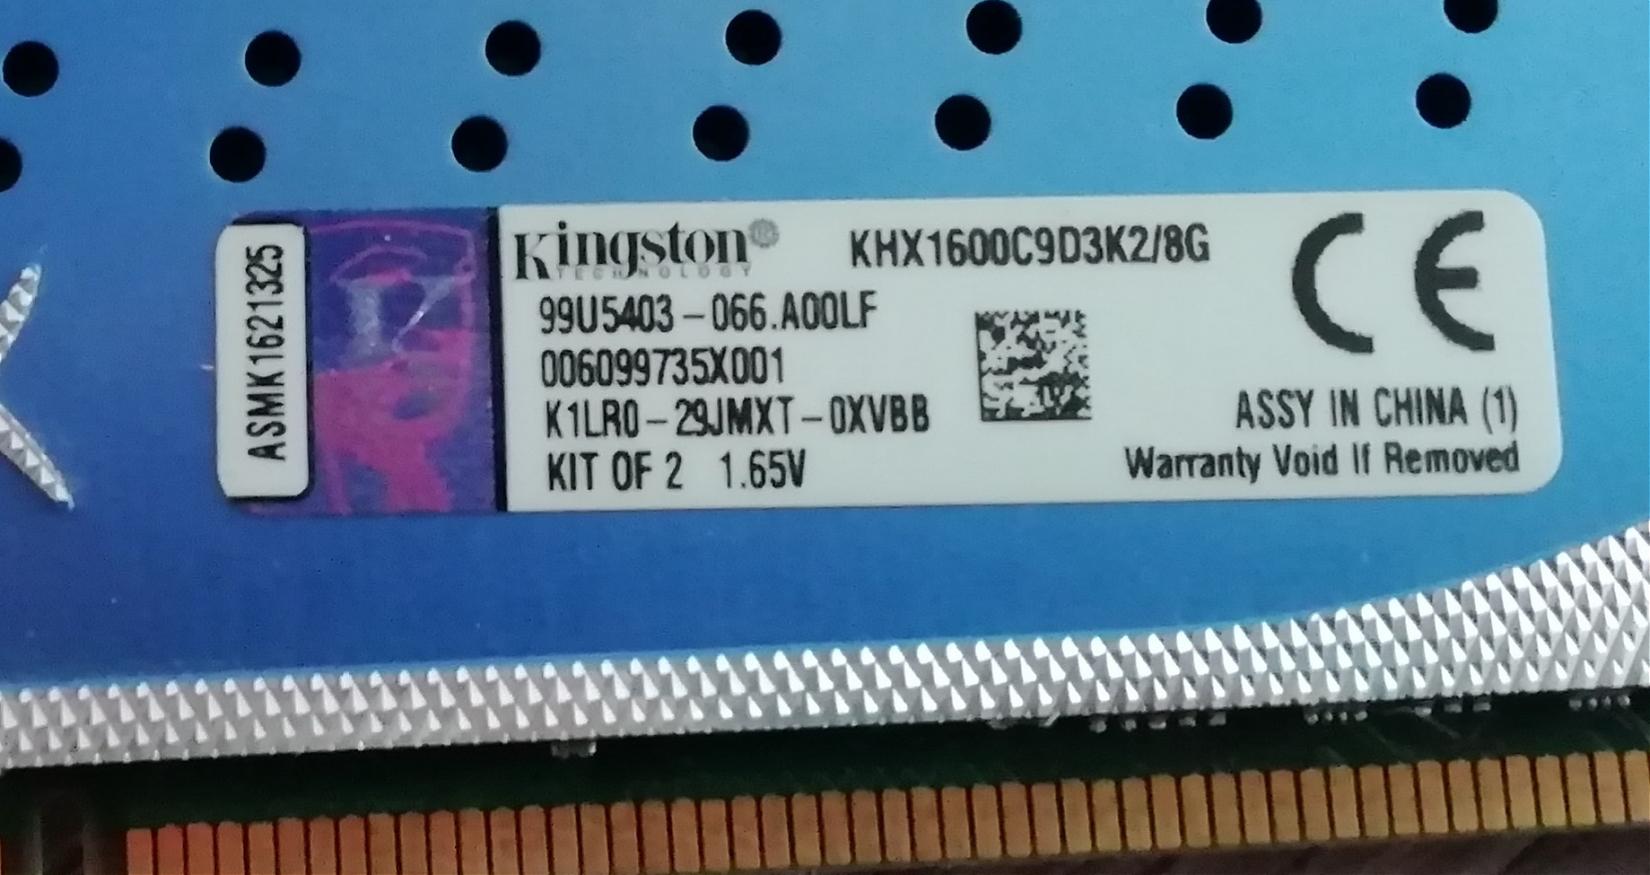 ASMK1621325
Kingston® KHX1600C9D3K2/8G
TECHNOLOGY
99U5403-066.A00LF
006099735X001
K1LR0-29JMXT-0XVBB
KIT OF 2 1.65V
CE
ASSY IN CHINA (1)
Warranty Void If Removed